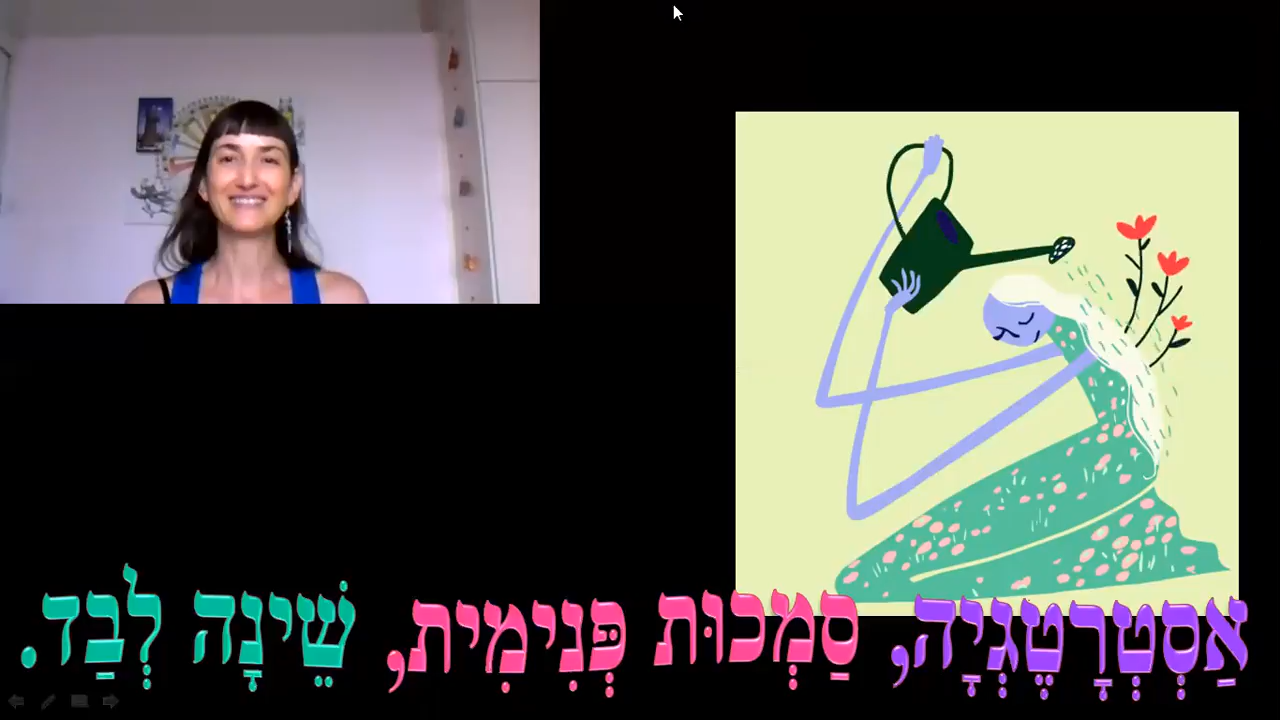 אַסְטְרָטֶגְיָה, סַמְכוּת פְּנִימִית, שֵׁינָה לְבַד.